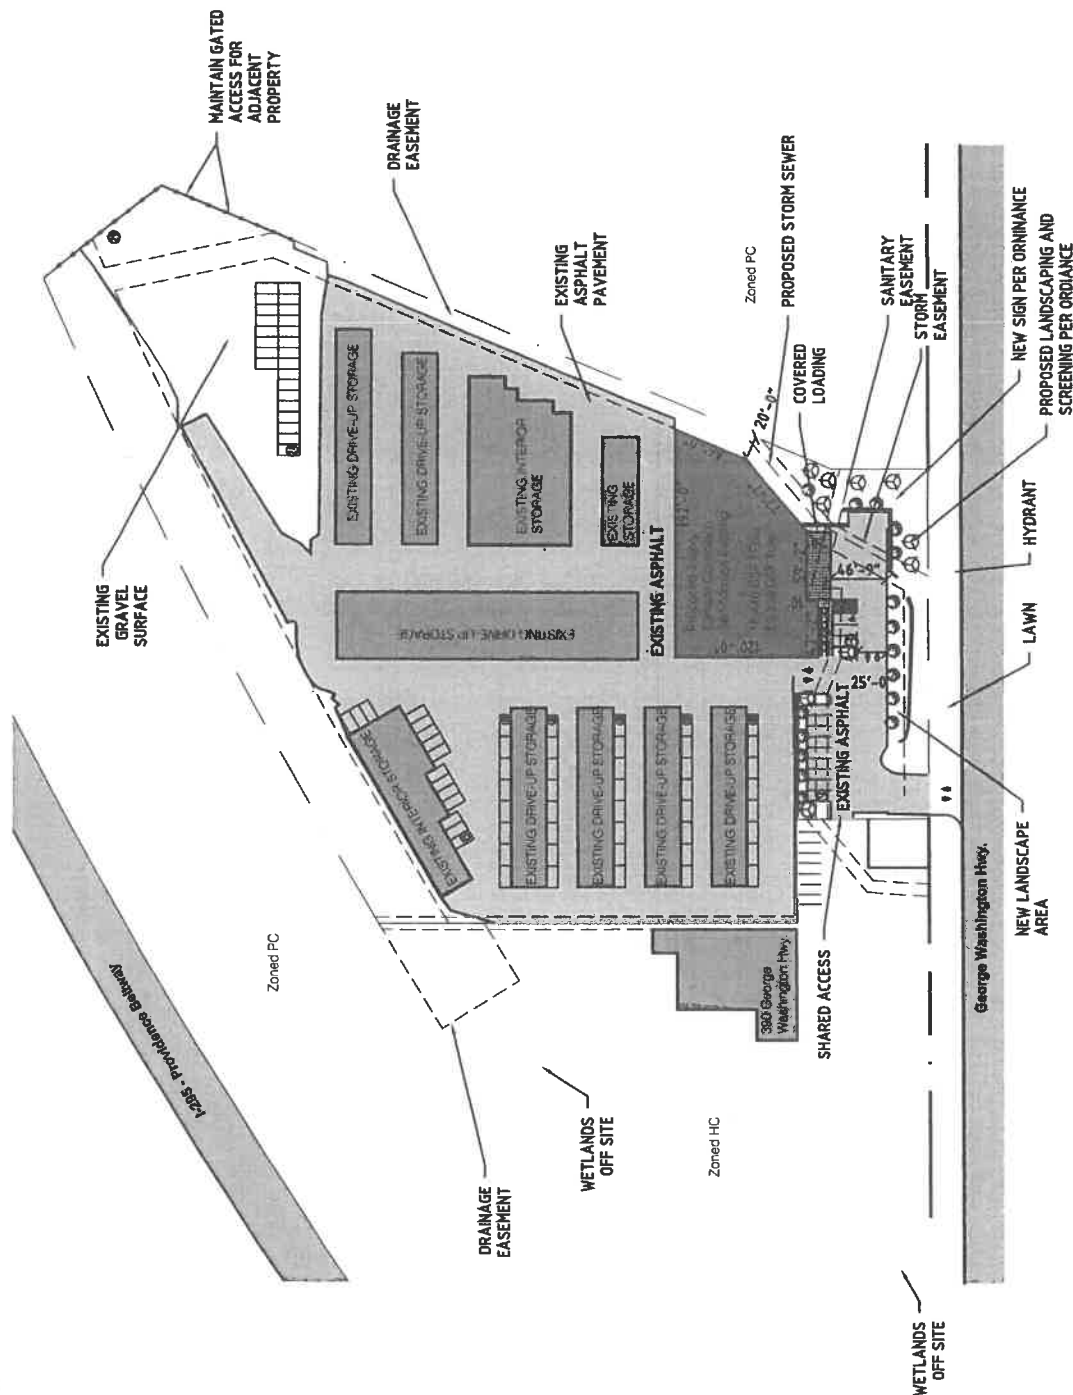 MAINTAIN GATED
ACCESS FOR
ADJACENT
PROPERTY
DRAINAGE
EASEMENT
EXISTING
ASPHALT
PAVEMENT
Zoned PC
PROPOSED STORM SEWER
COVERED
LOADING
20'-0"
SANITARY
EASEMENT
STORM
EASEMENT
NEW SIGN PER ORNINANCE
PROPOSED LANDSCAPING AND
SCREENING PER ORDIANCE
HYDRANT
LAWN
NEW LANDSCAPE
AREA
George Washington Hwy.
EXISTING
GRAVEL
SURFACE
EXISTING DRIVE-UP STORAGE
EXISTING DRIVE-UP STORAGE
EXISTING INTERIOR
STORAGE
EXISTING
STORAGE
EXISTING DRIVE-UP STORAGE
EXISTING ASPHALT
192'-0"
120'-0"
46'-9"
25'-0
EXISTING INTERIOR STORAGE
EXISTING DRIVE-UP STORAGE
EXISTING DRIVE-UP STORAGE
EXISTING DRIVE-UP STORAGE
EXISTING DRIVE-UP STORAGE
EXISTING ASPHALT
SHARED ACCESS
390 George
Washington Hwy.
I-295 - Providence Beltway
Zoned PC
DRAINAGE
EASEMENT
WETLANDS
OFF SITE
Zoned HC
WETLANDS
OFF SITE